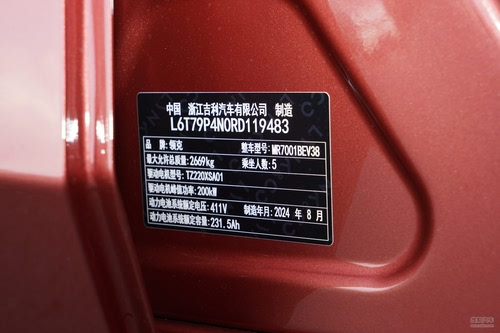 中国 浙江吉利汽车有限公司 制造
L6T79P4N0RD119483
品牌：领克 整车型号：MR7001BEV38
最大允许总质量：2669kg 乘坐人数：5
驱动电机型号：TZ220XSA01
驱动电机峰值功率：200kW
动力电池系统额定电压：411V 制造年月：2024 年 8 月
动力电池系统额定容量：231.5Ah